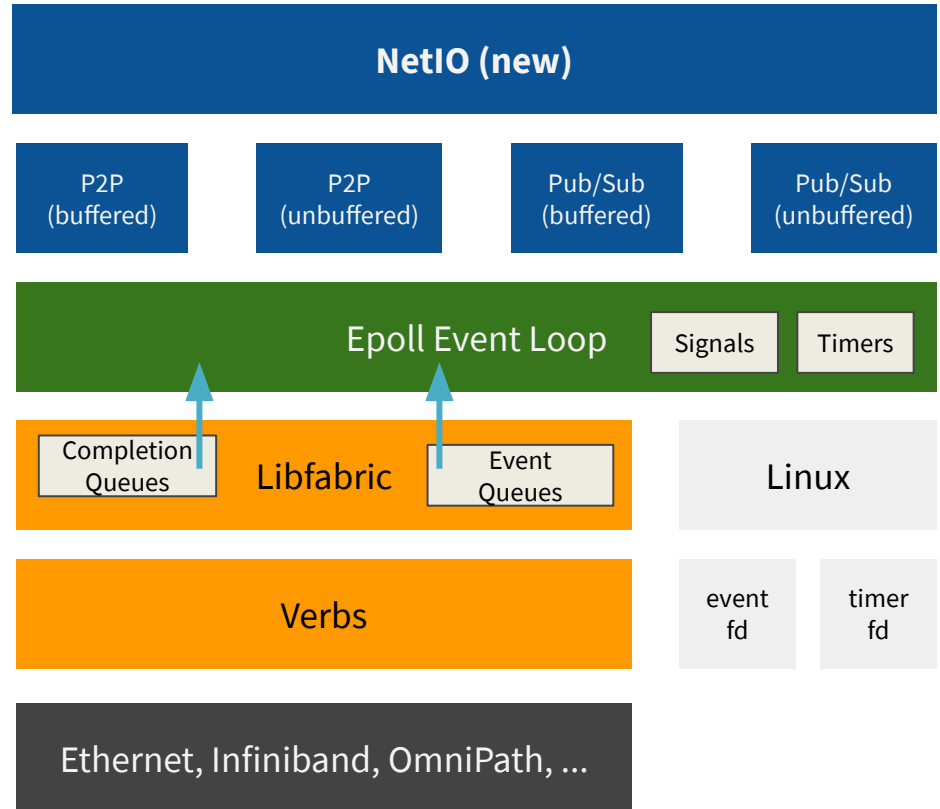 NetIO (new)
P2P
(buffered)
P2P
(unbuffered)
Pub/Sub
(buffered)
Pub/Sub
(unbuffered)
Epoll Event Loop
Signals
Timers
Completion
Queues
Libfabric
Event
Queues
Linux
Verbs
event
fd
timer
fd
Ethernet, Infiniband, OmniPath, ...